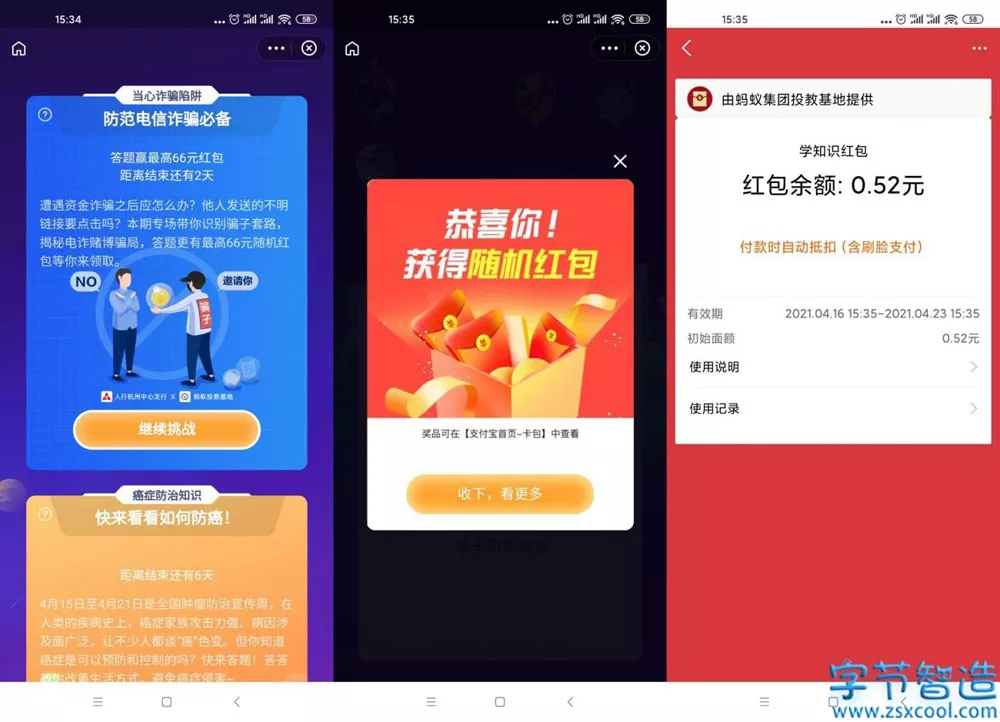 15:34
58
当心诈骗陷阱
防范电信诈骗必备
答题赢最高66元红包
距离结束还有2天
遭遇资金诈骗之后应怎么办？他人发送的不明
链接要点击吗？本期专场带你识别骗子套路，
揭秘电诈赌博骗局，答题更有最高66元随机红
包等你来领取。
NO
邀请你
骗子
人行杭州中心支行 X 蚂蚁投教基地
继续挑战
癌症防治知识
快来看看如何防癌！
距离结束还有6天
4月15日至4月21日是全国肿瘤防治宣传周，在
人类的疾病史上，癌症家族攻击力强、病因涉
及面广泛，让不少人都谈“癌”色变。但你知道
癌症是可以预防和控制的吗？快来答题！答答
改善生活方式，避免癌症侵害~
15:35
58
恭喜你！
获得随机红包
奖品可在【支付宝首页-卡包】中查看
收下，看更多
15:35
58
由蚂蚁集团投教基地提供
学知识红包
红包余额: 0.52元
付款时自动抵扣（含刷脸支付）
有效期 2021.04.16 15:35-2021.04.23 15:35
初始面额 0.52元
使用说明
使用记录
字节智造
www.zsxcool.com